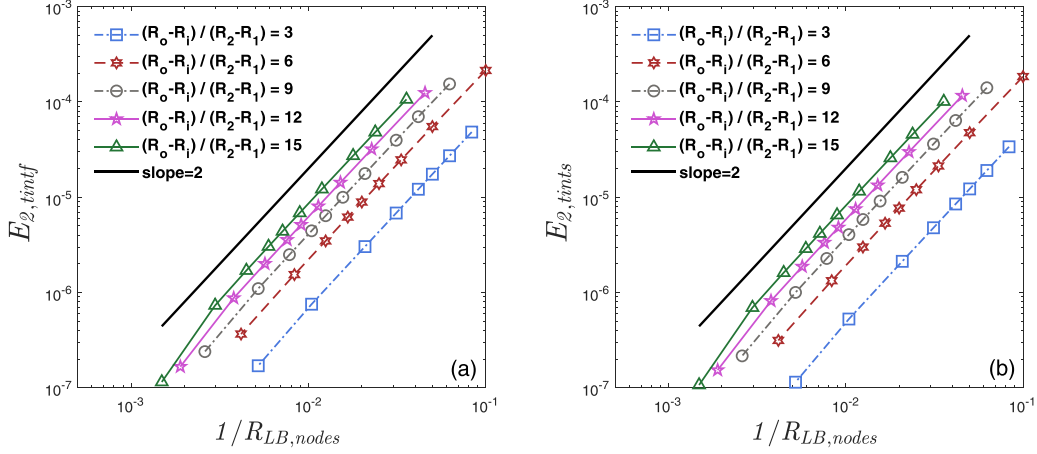 10^-3
10^-4
10^-5
10^-6
10^-7
E_2,tintf
(R_o-R_i) / (R_2-R_1) = 3
(R_o-R_i) / (R_2-R_1) = 6
(R_o-R_i) / (R_2-R_1) = 9
(R_o-R_i) / (R_2-R_1) = 12
(R_o-R_i) / (R_2-R_1) = 15
slope=2
(a)
10^-3 10^-2 10^-1
1/R_LB,nodes
10^-3
10^-4
10^-5
10^-6
10^-7
E_2,tints
(R_o-R_i) / (R_2-R_1) = 3
(R_o-R_i) / (R_2-R_1) = 6
(R_o-R_i) / (R_2-R_1) = 9
(R_o-R_i) / (R_2-R_1) = 12
(R_o-R_i) / (R_2-R_1) = 15
slope=2
(b)
10^-3 10^-2 10^-1
1/R_LB,nodes